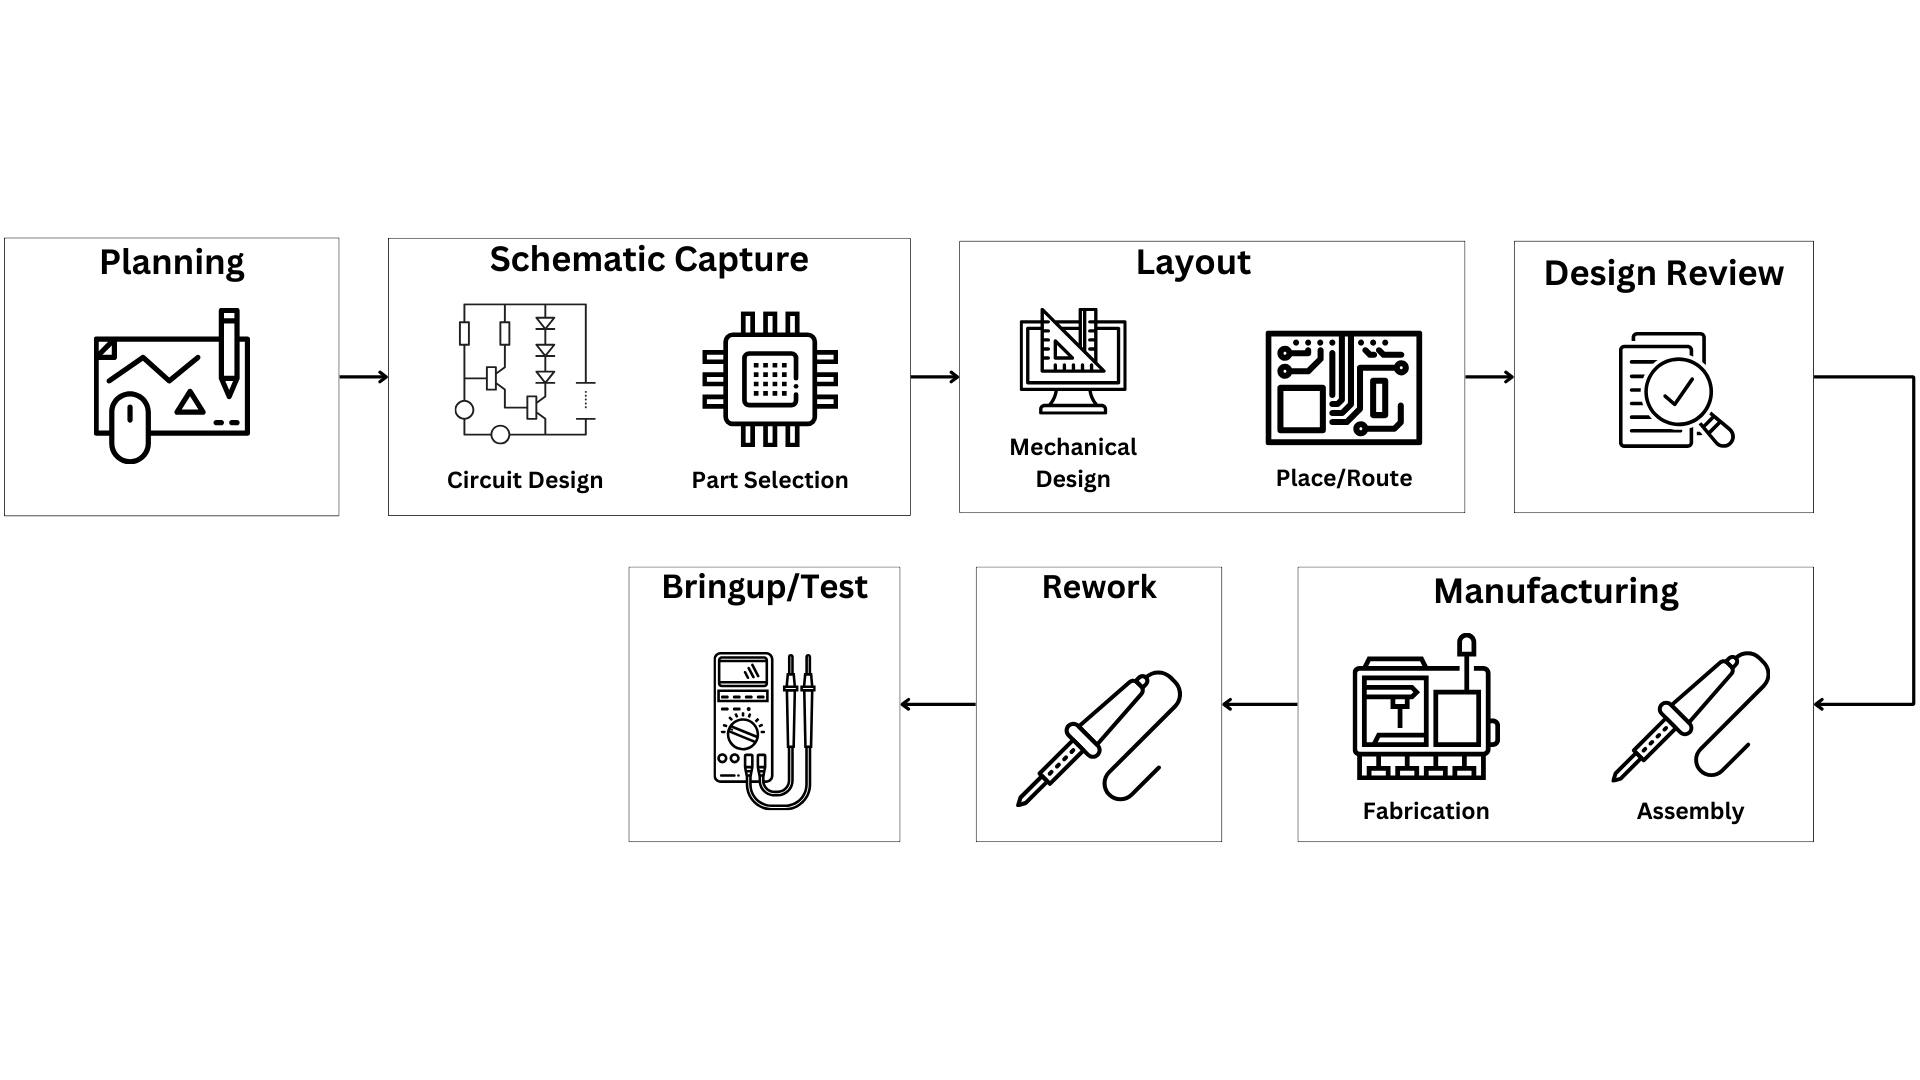 Planning
Schematic Capture
Circuit Design
Part Selection
Layout
Mechanical
Design
Place/Route
Design Review
Manufacturing
Fabrication
Assembly
Rework
Bringup/Test